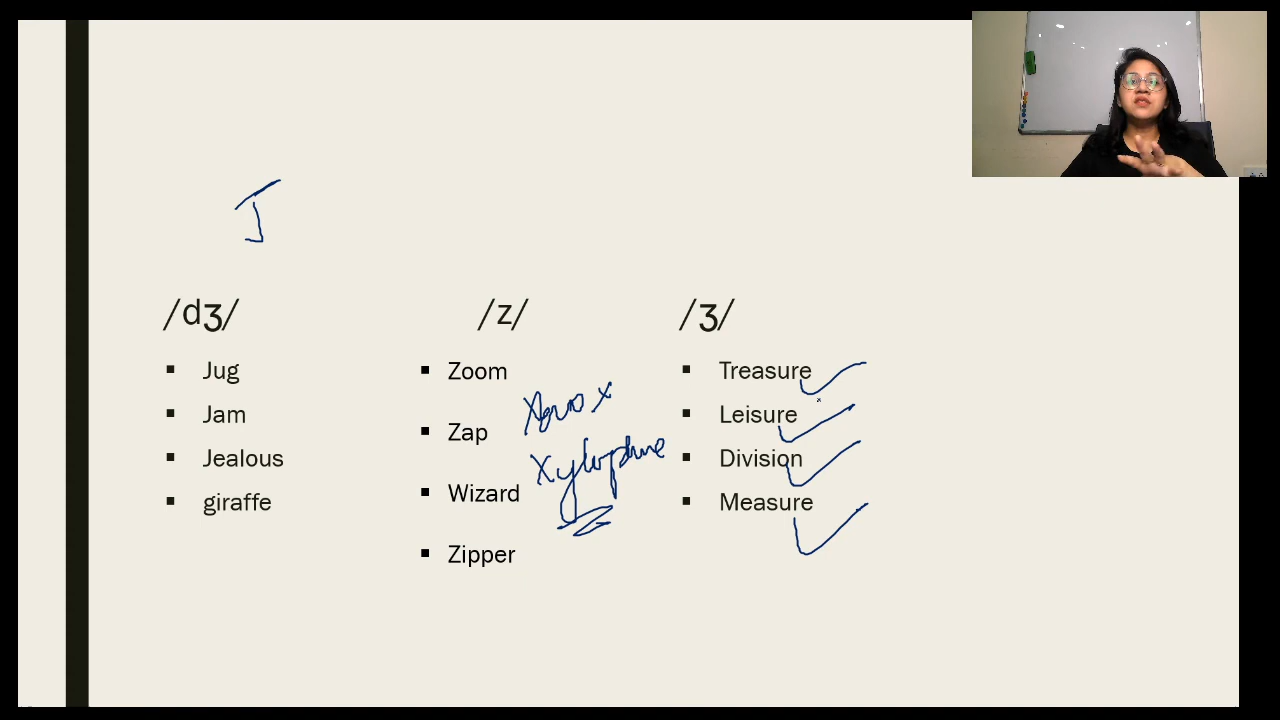 J
/dʒ/
Jug
Jam
Jealous
giraffe
/z/
Zoom
Zap
Wizard
Zipper
Xerox
Xylophone
/ʒ/
Treasure
Leisure
Division
Measure